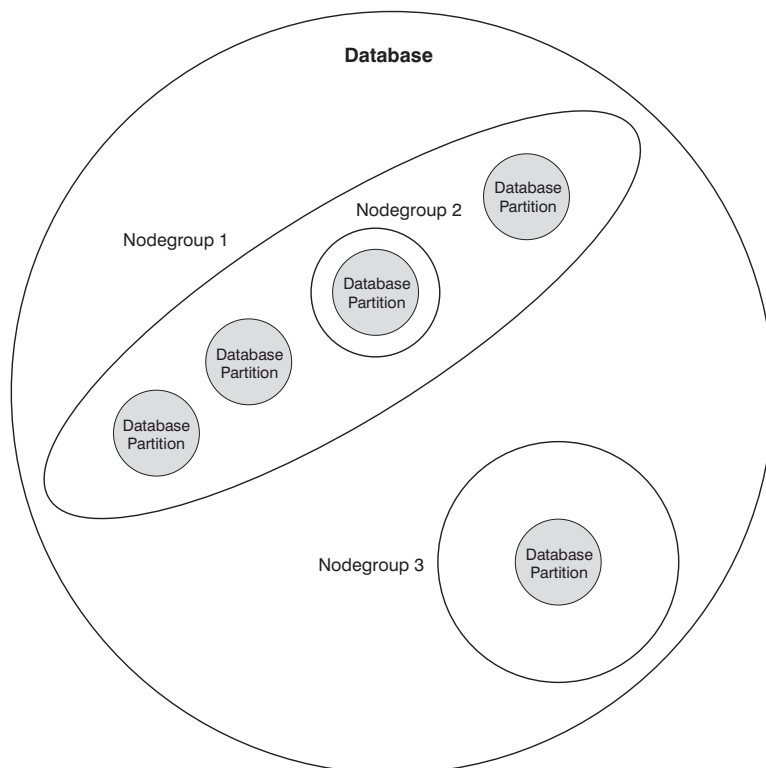 Database
Database
Partition
Nodegroup 2
Nodegroup 1
Database
Partition
Database
Partition
Database
Partition
Nodegroup 3
Database
Partition